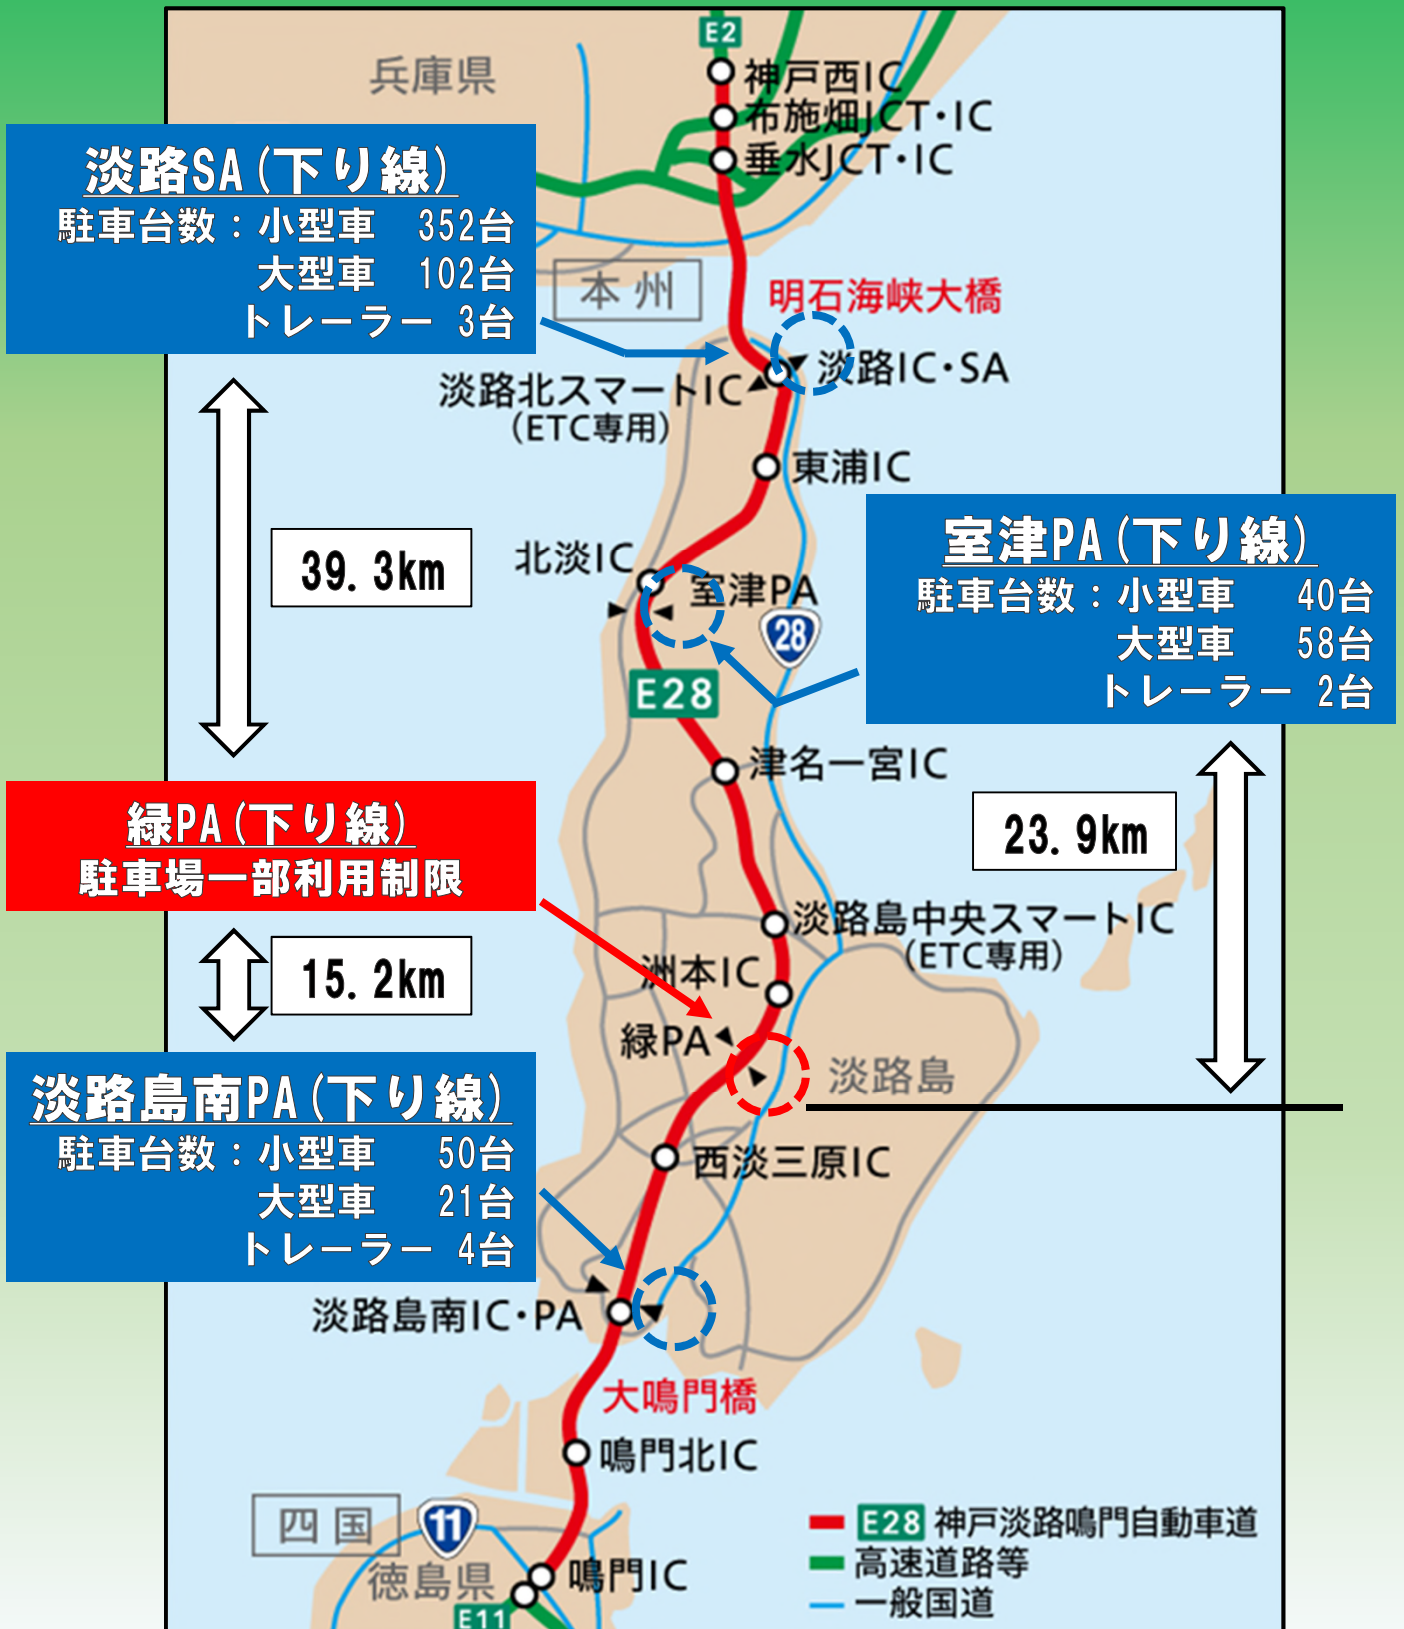 E2
兵庫県
神戸西IC
布施畑JCT・IC
垂水JCT・IC
淡路SA(下り線)
駐車台数：小型車　352台
大型車　102台
トレーラー 3台
本州
明石海峡大橋
淡路IC・SA
淡路北スマートIC
（ETC専用）
東浦IC
室津PA(下り線)
駐車台数：小型車　40台
大型車　58台
トレーラー 2台
39.3km
北淡IC
室津PA
28
E28
津名一宮IC
緑PA(下り線)
駐車場一部利用制限
23.9km
淡路島中央スマートIC
（ETC専用）
15.2km
洲本IC
緑PA
淡路島
淡路島南PA(下り線)
駐車台数：小型車　50台
大型車　21台
トレーラー 4台
西淡三原IC
淡路島南IC・PA
大鳴門橋
鳴門北IC
四国
11
徳島県
鳴門IC
E11
E28 神戸淡路鳴門自動車道
高速道路等
一般国道